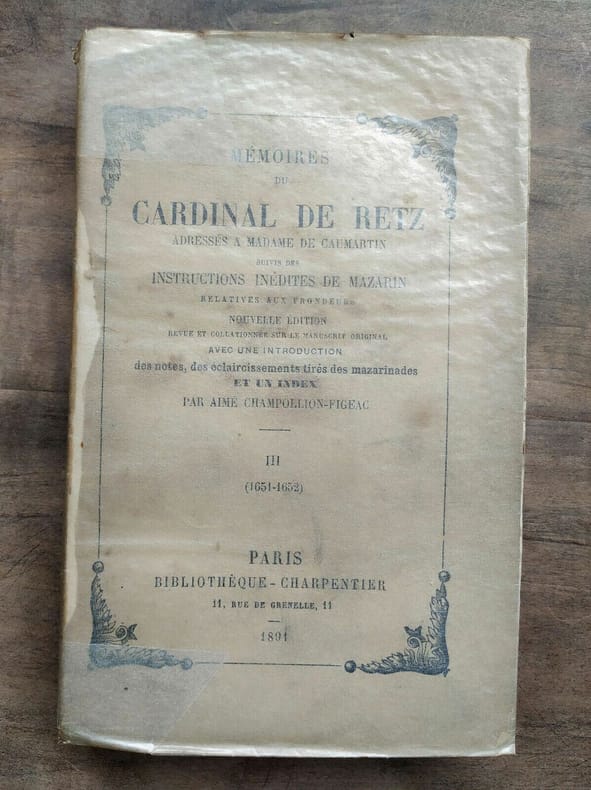 MÉMOIRES
DU
CARDINAL DE RETZ
ADRESSÉS A MADAME DE CAUMARTIN
SUIVIS DES
INSTRUCTIONS INÉDITES DE MAZARIN
RELATIVES AUX FRONDEURS
NOUVELLE ÉDITION
REVUE ET COLLATIONNÉE SUR LE MANUSCRIT ORIGINAL
AVEC UNE INTRODUCTION
des notes, des éclaircissements tirés des mazarinades
ET UN INDEX
PAR AIMÉ CHAMPOLLION-FIGEAC
III
(1651-1652)
PARIS
BIBLIOTHÈQUE-CHARPENTIER
11, RUE DE GRENELLE, 11
1891